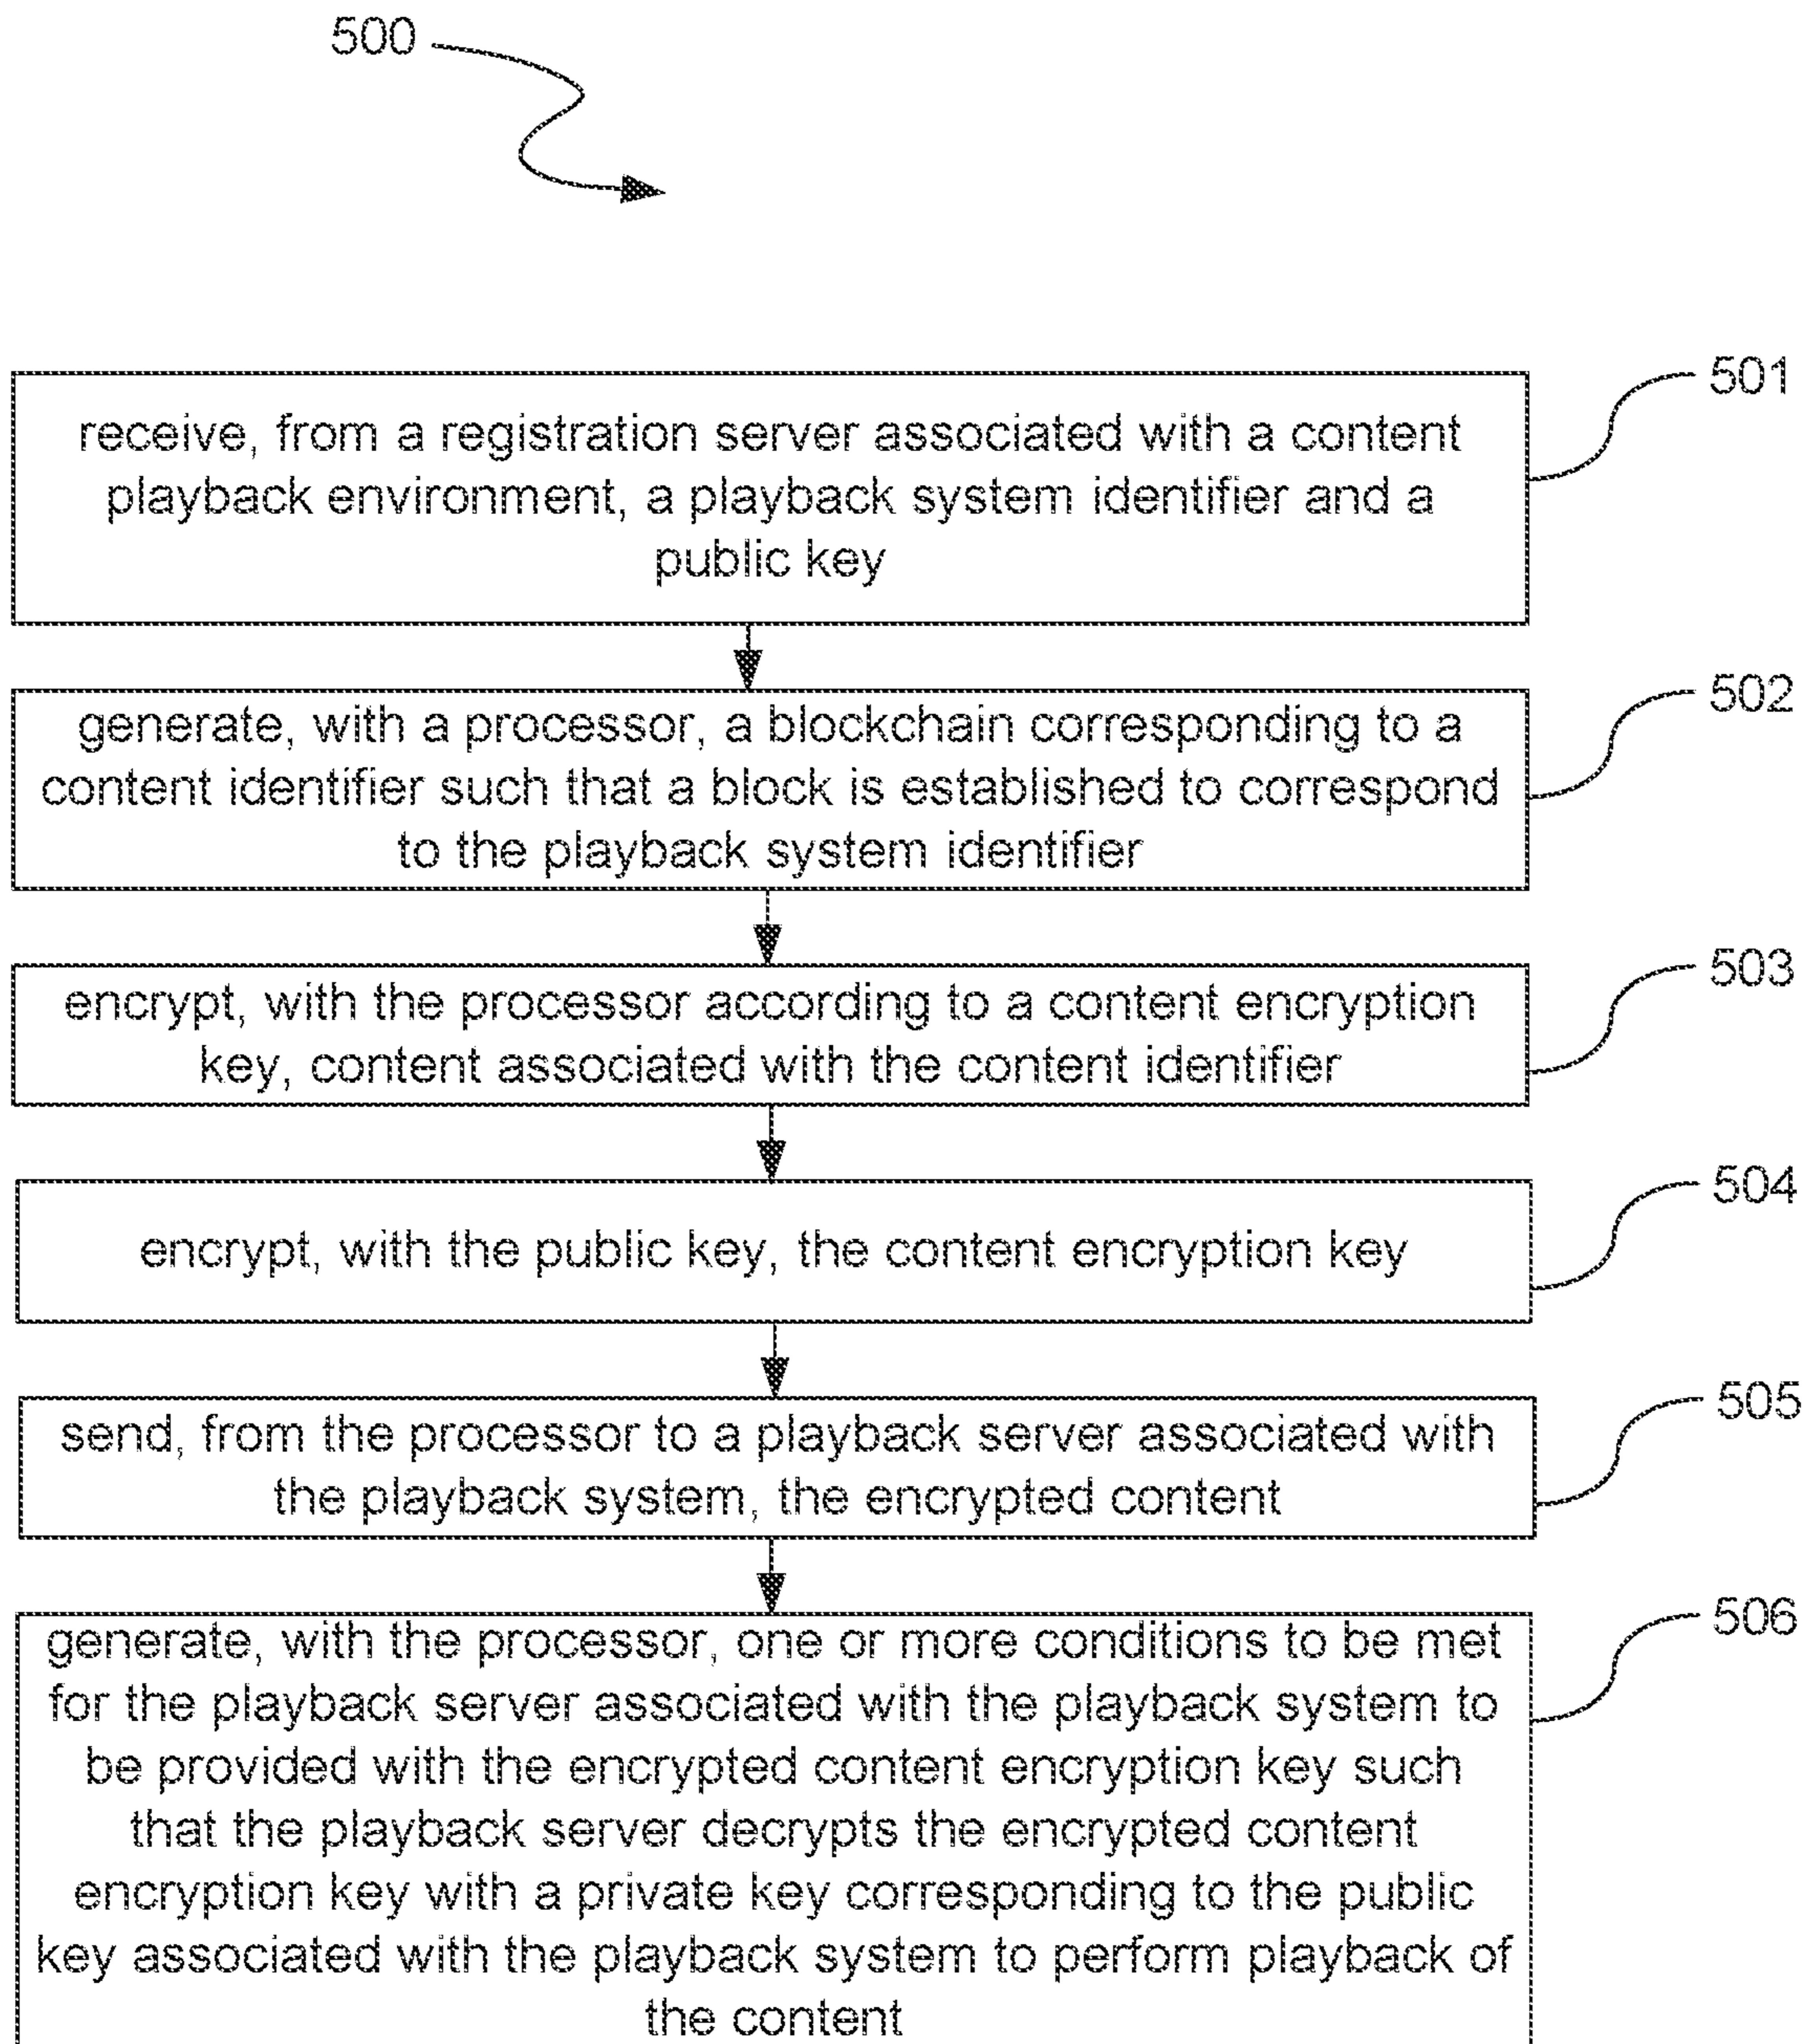 500
501
receive, from a registration server associated with a content
playback environment, a playback system identifier and a
public key
502
generate, with a processor, a blockchain corresponding to a
content identifier such that a block is established to correspond
to the playback system identifier
503
encrypt, with the processor according to a content encryption
key, content associated with the content identifier
504
encrypt, with the public key, the content encryption key
505
send, from the processor to a playback server associated with
the playback system, the encrypted content
506
generate, with the processor, one or more conditions to be met
for the playback server associated with the playback system to
be provided with the encrypted content encryption key such
that the playback server decrypts the encrypted content
encryption key with a private key corresponding to the public
key associated with the playback system to perform playback of
the content